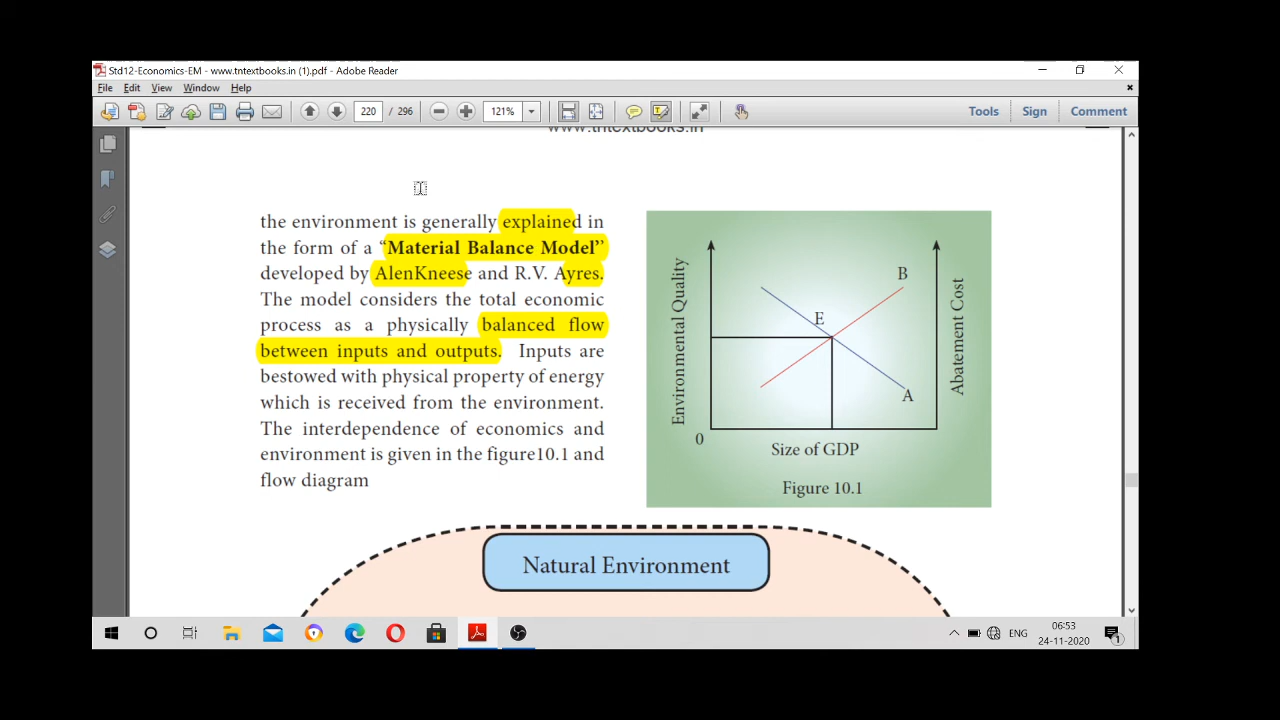 Std12-Economics-EM - www.tntextbooks.in (1).pdf - Adobe Reader
File Edit View Window Help
220 / 296 121% Tools Sign Comment
www.tntextbooks.in
the environment is generally explained in
the form of a “Material Balance Model’’
developed by AlenKneese and R.V. Ayres.
The model considers the total economic
process as a physically balanced flow
between inputs and outputs. Inputs are
bestowed with physical property of energy
which is received from the environment.
The interdependence of economics and
environment is given in the figure10.1 and
flow diagram
Environmental Quality
Abatement Cost
B
E
A
0
Size of GDP
Figure 10.1
Natural Environment
ENG
06:53
24-11-2020
1